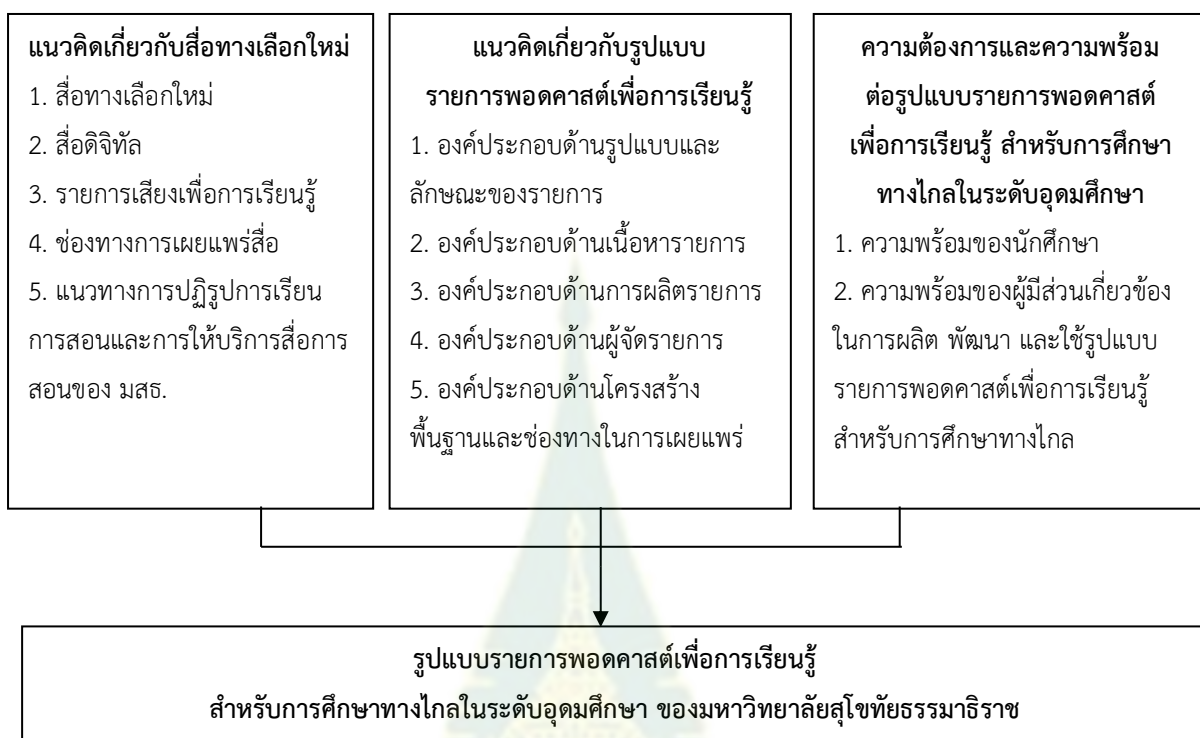 แนวคิดเกี่ยวกับสื่อทางเลือกใหม่
1. สื่อทางเลือกใหม่
2. สื่อดิจิทัล
3. รายการเสียงเพื่อการเรียนรู้
4. ช่องทางการเผยแพร่สื่อ
5. แนวทางการปฏิรูปการเรียน
การสอนและการให้บริการสื่อการ
สอนของ มสธ.
แนวคิดเกี่ยวกับรูปแบบ
รายการพอดคาสต์เพื่อการเรียนรู้
1. องค์ประกอบด้านรูปแบบและ
ลักษณะของรายการ
2. องค์ประกอบด้านเนื้อหารายการ
3. องค์ประกอบด้านการผลิตรายการ
4. องค์ประกอบด้านผู้จัดรายการ
5. องค์ประกอบด้านโครงสร้าง
พื้นฐานและช่องทางในการเผยแพร่
ความต้องการและความพร้อม
ต่อรูปแบบรายการพอดคาสต์
เพื่อการเรียนรู้ สำหรับการศึกษา
ทางไกลในระดับอุดมศึกษา
1. ความพร้อมของนักศึกษา
2. ความพร้อมของผู้มีส่วนเกี่ยวข้อง
ในการผลิต พัฒนา และใช้รูปแบบ
รายการพอดคาสต์เพื่อการเรียนรู้
สำหรับการศึกษาทางไกล
รูปแบบรายการพอดคาสต์เพื่อการเรียนรู้
สำหรับการศึกษาทางไกลในระดับอุดมศึกษา ของมหาวิทยาลัยสุโขทัยธรรมาธิราช